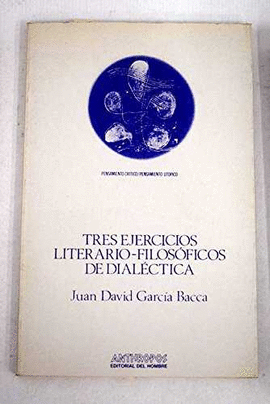 PENSAMIENTO CRITICO/PENSAMIENTO UTOPICO
TRES EJERCICIOS
LITERARIO-FILOSÓFICOS
DE DIALÉCTICA
Juan David García Bacca
ANTHROPOS
EDITORIAL DEL HOMBRE